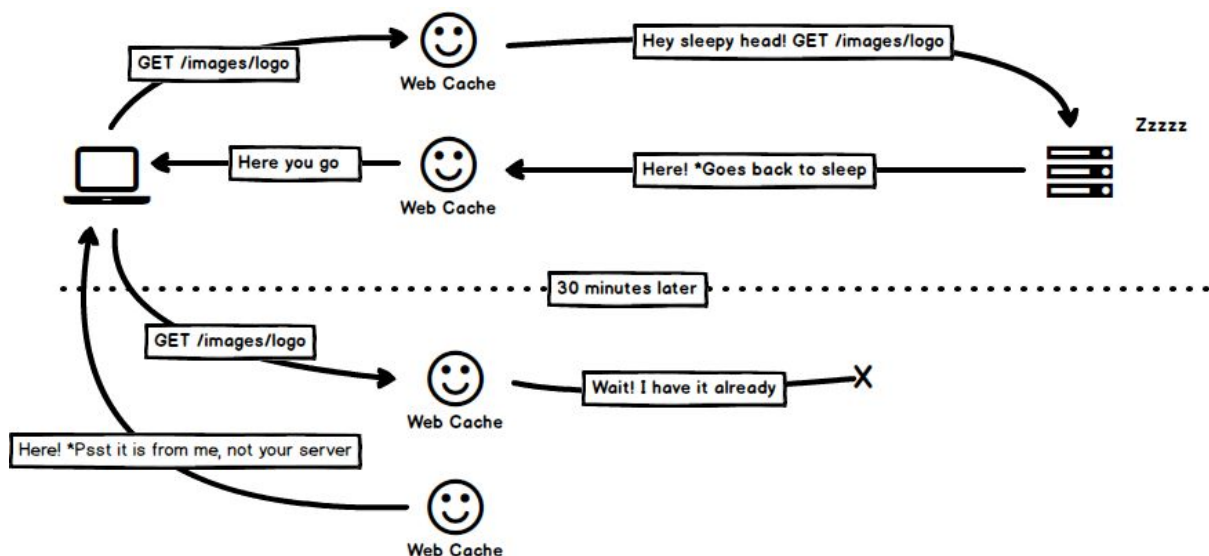 Hey sleepy head! GET /images/logo
GET /images/logo
Web Cache
Zzzzz
Here you go
Here! *Goes back to sleep
Web Cache
30 minutes later
GET /images/logo
Wait! I have it already
Web Cache
Here! *Psst it is from me, not your server
Web Cache